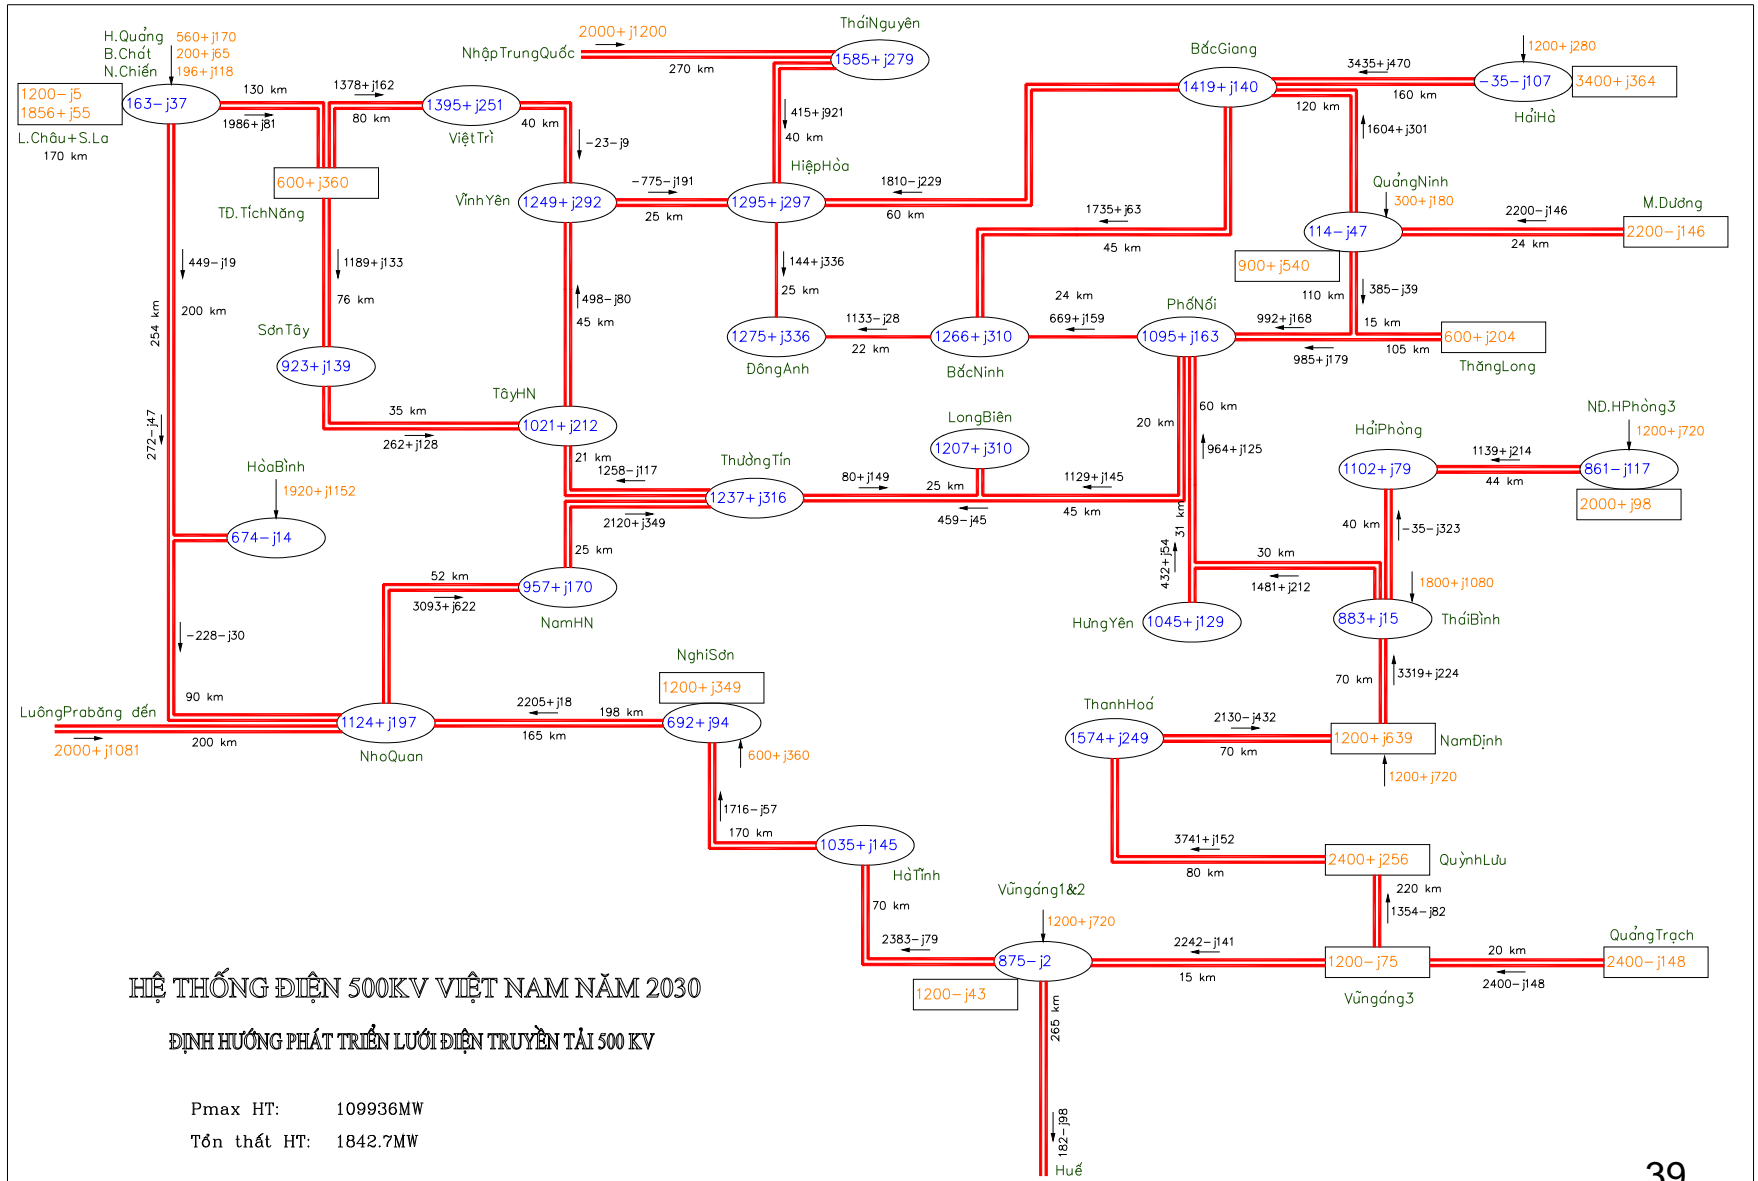 H.Quảng 560+j170
B.Chát 200+j65
N.Chiến 196+j118
1200-j5
1856+j55
163-j37
L.Châu+S.La
170 km
130 km
1986+j81
1378+j162
80 km
1395+j251
ViệtTrì
40 km
-23-j9
NhậpTrungQuốc
2000+j1200
270 km
TháiNguyên
1585+j279
415+j921
40 km
HiệpHòa
1295+j297
BắcGiang
1419+j140
3435+j470
160 km
1200+j280
-35-j107
3400+j364
HảiHà
120 km
1604+j301
600+j360
TĐ.TíchNăng
VĩnhYên
1249+j292
-775-j191
25 km
1810-j229
60 km
1735+j63
45 km
QuảngNinh
300+j180
114-j47
900+j540
2200-j146
24 km
M.Dương
2200-j146
449-j19
200 km
254 km
272-j47
1189+j133
76 km
SơnTây
923+j139
498-j80
45 km
144+j336
25 km
1275+j336
ĐôngAnh
1133-j28
22 km
1266+j310
BắcNinh
24 km
669+j159
PhốNối
1095+j163
110 km
385-j39
992+j168
15 km
985+j179
105 km
600+j204
ThăngLong
35 km
262+j128
TâyHN
1021+j212
21 km
1258-j117
ThườngTín
1237+j316
2120+j349
25 km
80+j149
25 km
LongBiên
1207+j310
459-j45
1129+j145
45 km
20 km
60 km
964+j125
31 km
432+j54
30 km
1481+j212
HưngYên
1045+j129
HảiPhòng
1102+j79
1139+j214
44 km
NĐ.HPhòng3
1200+j720
861-j117
2000+j98
40 km
-35-j323
1800+j1080
883+j15
TháiBình
70 km
3319+j224
HòaBình
1920+j1152
674-j14
-228-j30
90 km
52 km
3093+j622
957+j170
NamHN
LuôngPrabăng đến
2000+j1081
200 km
1124+j197
NhoQuan
2205+j18
198 km
165 km
NghiSơn
1200+j349
692+j94
600+j360
1716-j57
170 km
1035+j145
HàTĩnh
70 km
2383-j79
ThanhHoá
1574+j249
2130-j432
70 km
1200+j639
NamĐịnh
1200+j720
3741+j152
80 km
2400+j256
QuỳnhLưu
220 km
1354-j82
Vũngáng1&2
1200+j720
875-j2
1200-j43
2242-j141
15 km
1200-j75
Vũngáng3
20 km
2400-j148
QuảngTrạch
2400-j148
265 km
182-j98
Huế
HỆ THỐNG ĐIỆN 500KV VIỆT NAM NĂM 2030
ĐỊNH HƯỚNG PHÁT TRIỂN LƯỚI ĐIỆN TRUYỀN TẢI 500 KV
Pmax HT: 109936MW
Tổn thất HT: 1842.7MW
39